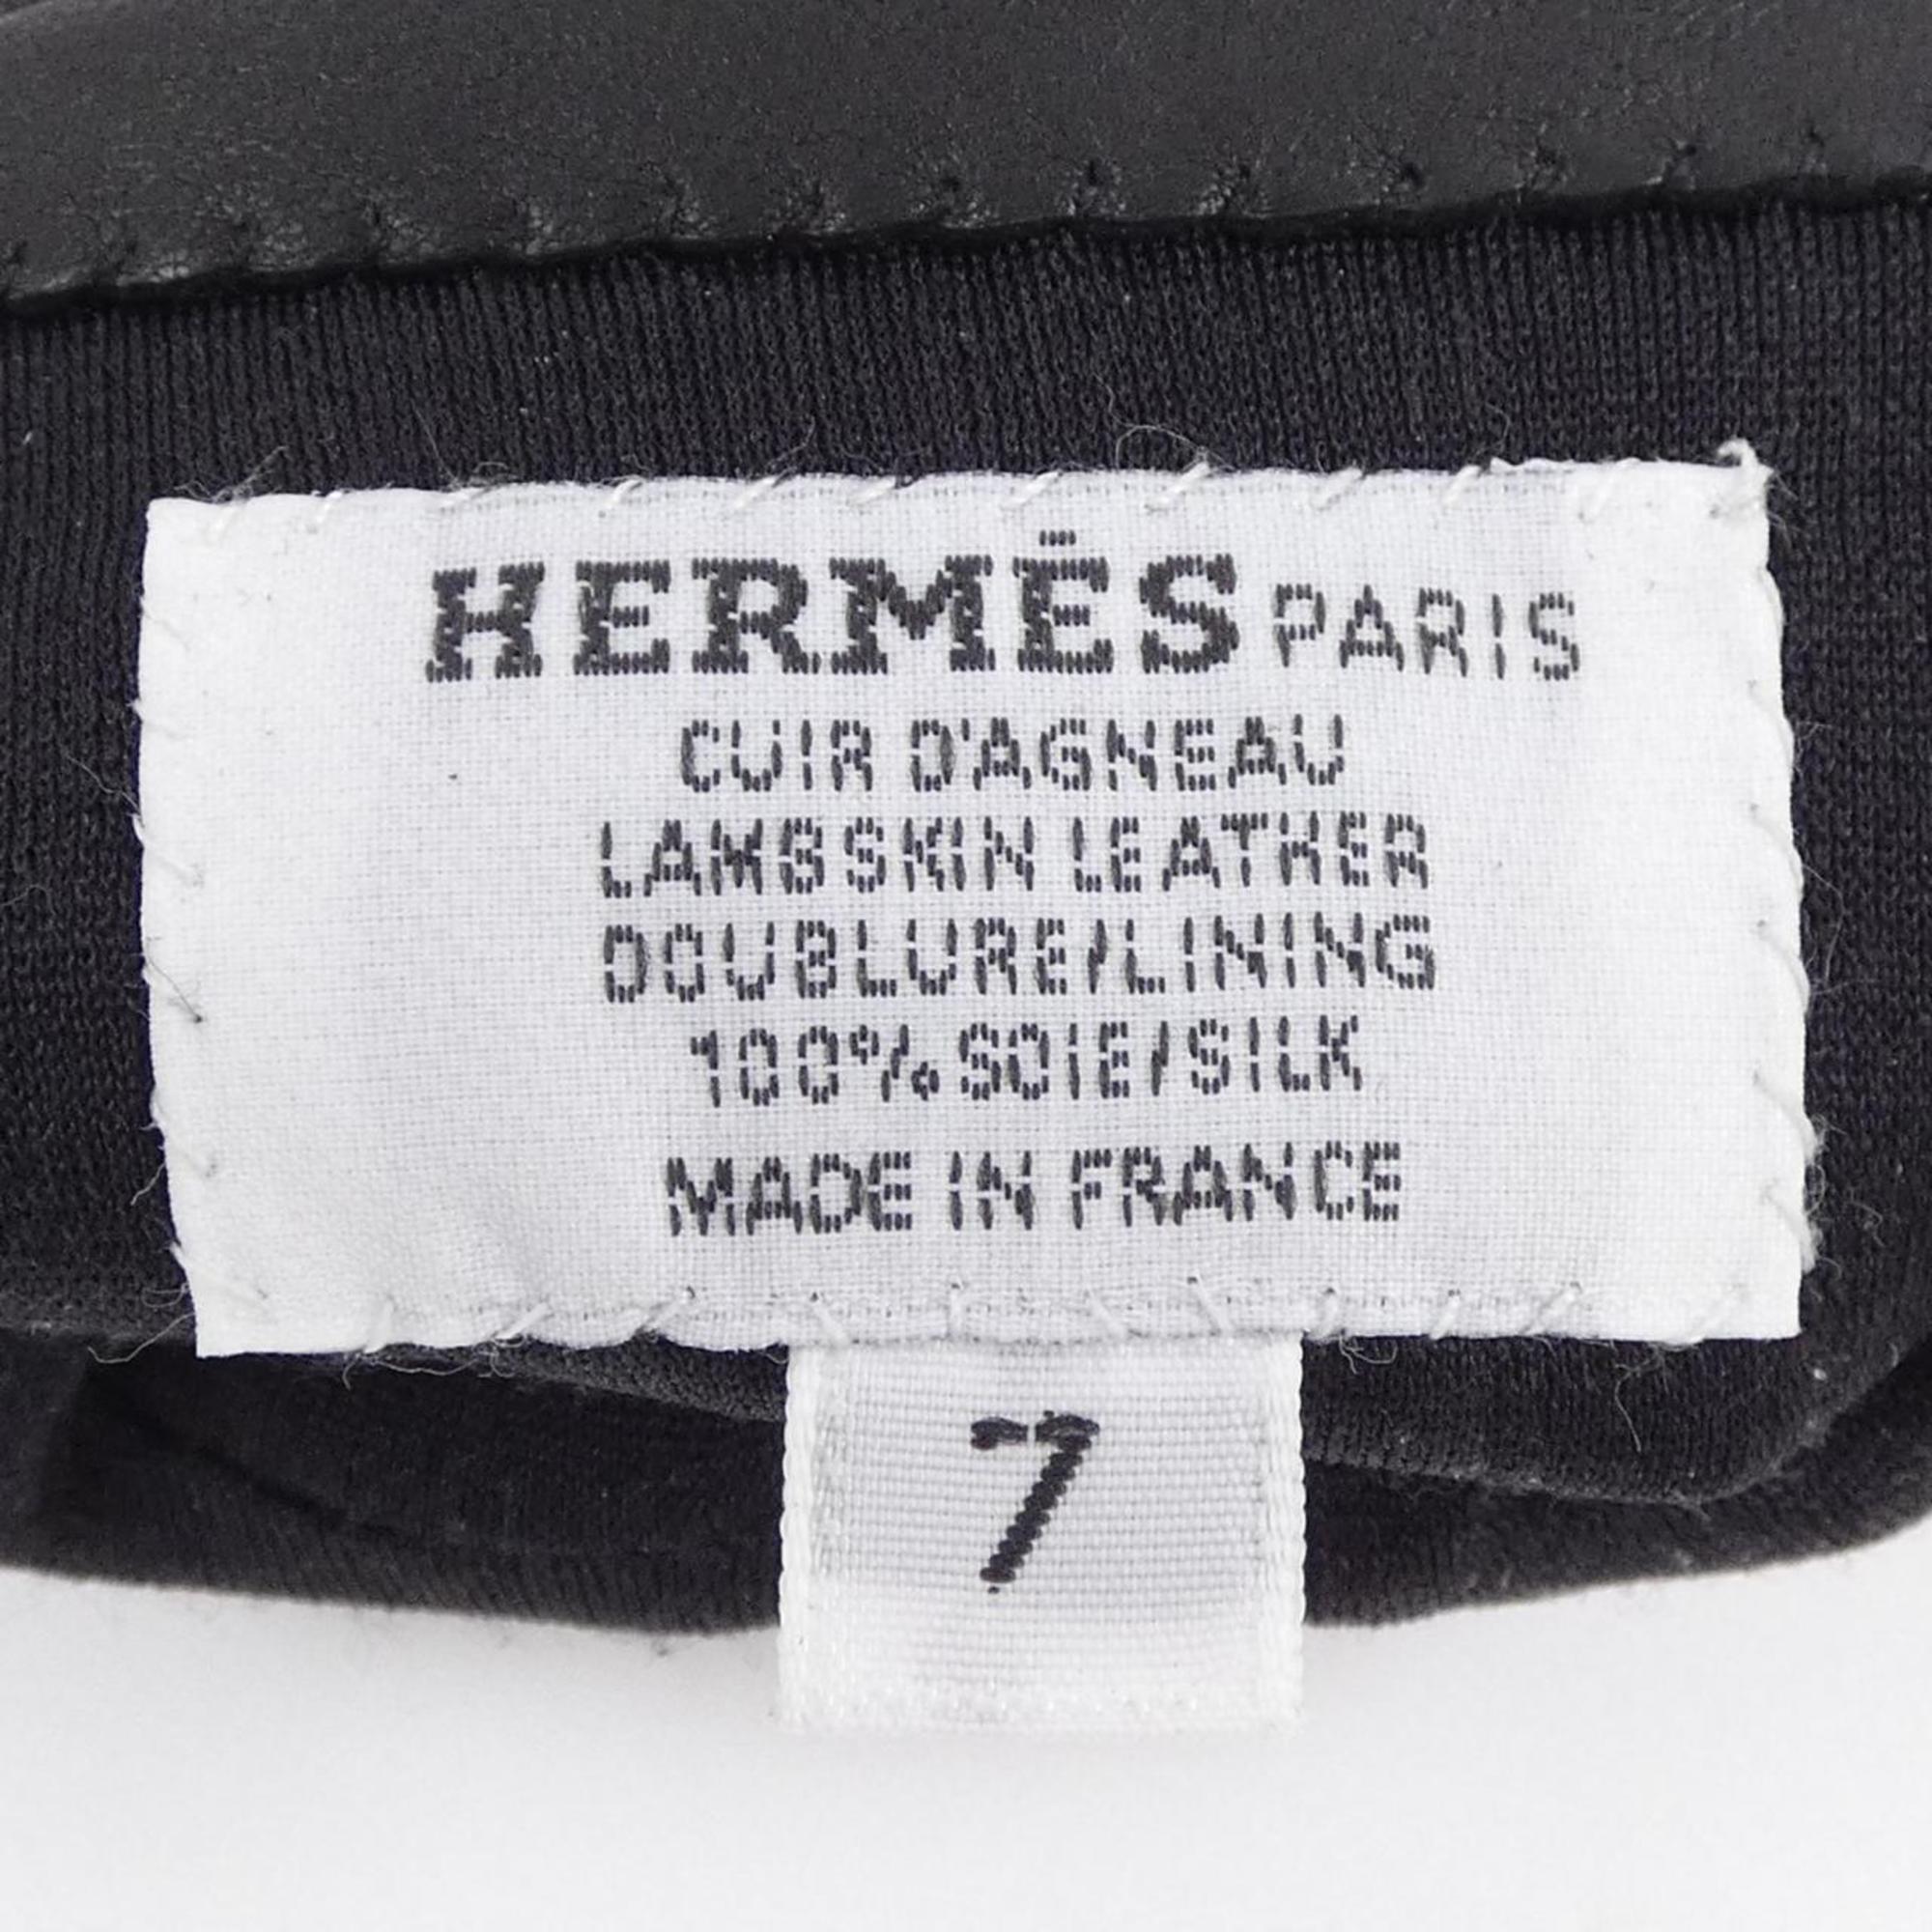 HERMÈS PARIS
CUIR D'AGNEAU
LAMBSKIN LEATHER
DOUBLURE/LINING
100% SOIE/SILK
MADE IN FRANCE
7